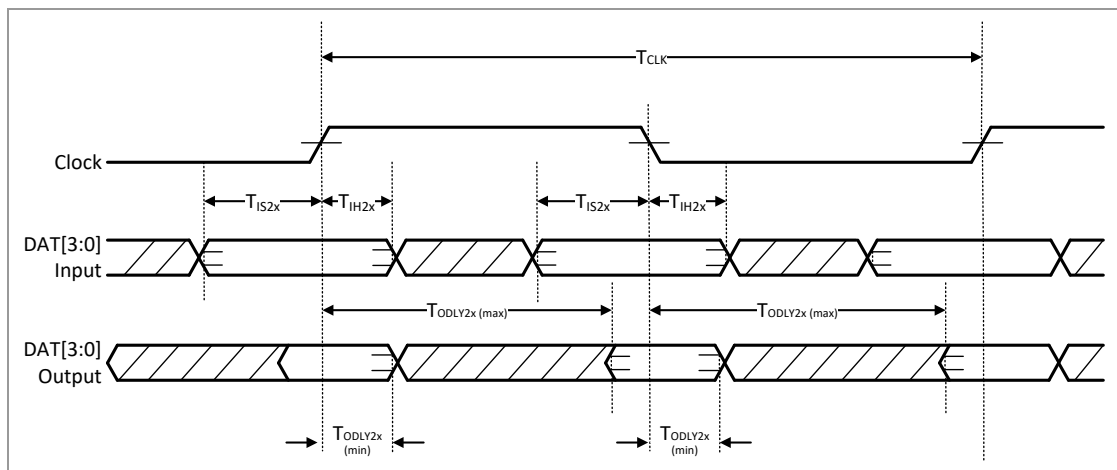 TCLK
Clock
TIS2x
TIH2x
TIS2x
TIH2x
DAT[3:0]
Input
TODLY2x (max)
TODLY2x (max)
DAT[3:0]
Output
TODLY2x
(min)
TODLY2x
(min)